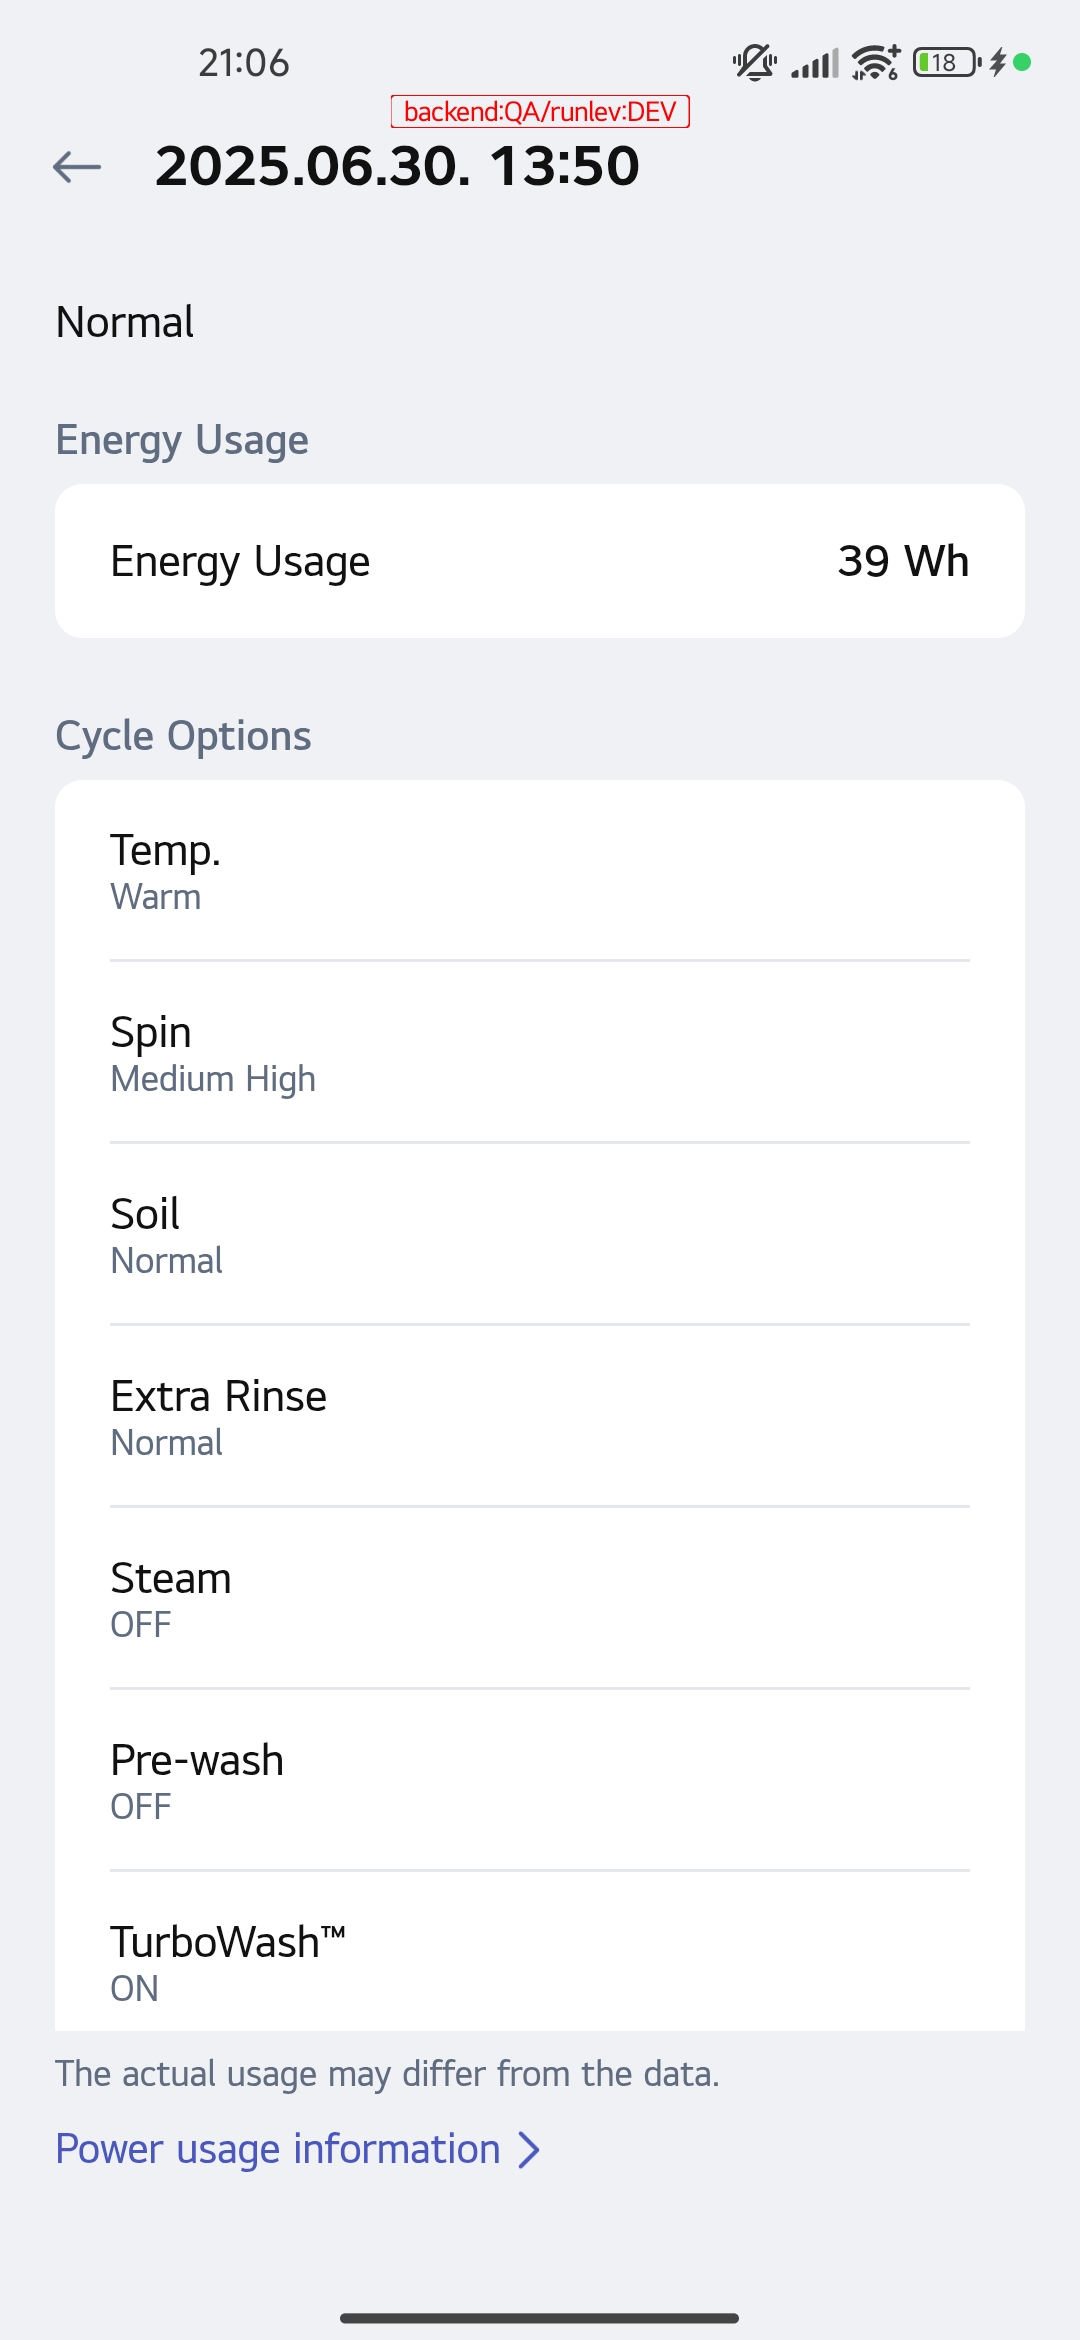 21:06
6
18
backend:QA/runlev:DEV
2025.06.30. 13:50
Normal
Energy Usage
Energy Usage
39 Wh
Cycle Options
Temp.
Warm
Spin
Medium High
Soil
Normal
Extra Rinse
Normal
Steam
OFF
Pre-wash
OFF
TurboWash™
ON
The actual usage may differ from the data.
Power usage information